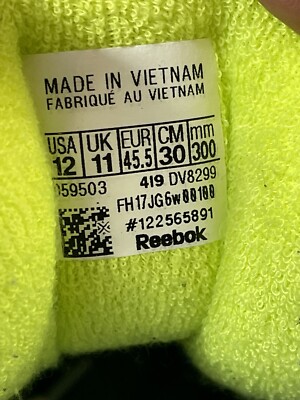 MADE IN VIETNAM
FABRIQUÉ AU VIETNAM
USA UK EUR CM mm
12 11 45.5 30 300
059503 419 DV8299
FH17JG6w00100
#122565891
Reebok